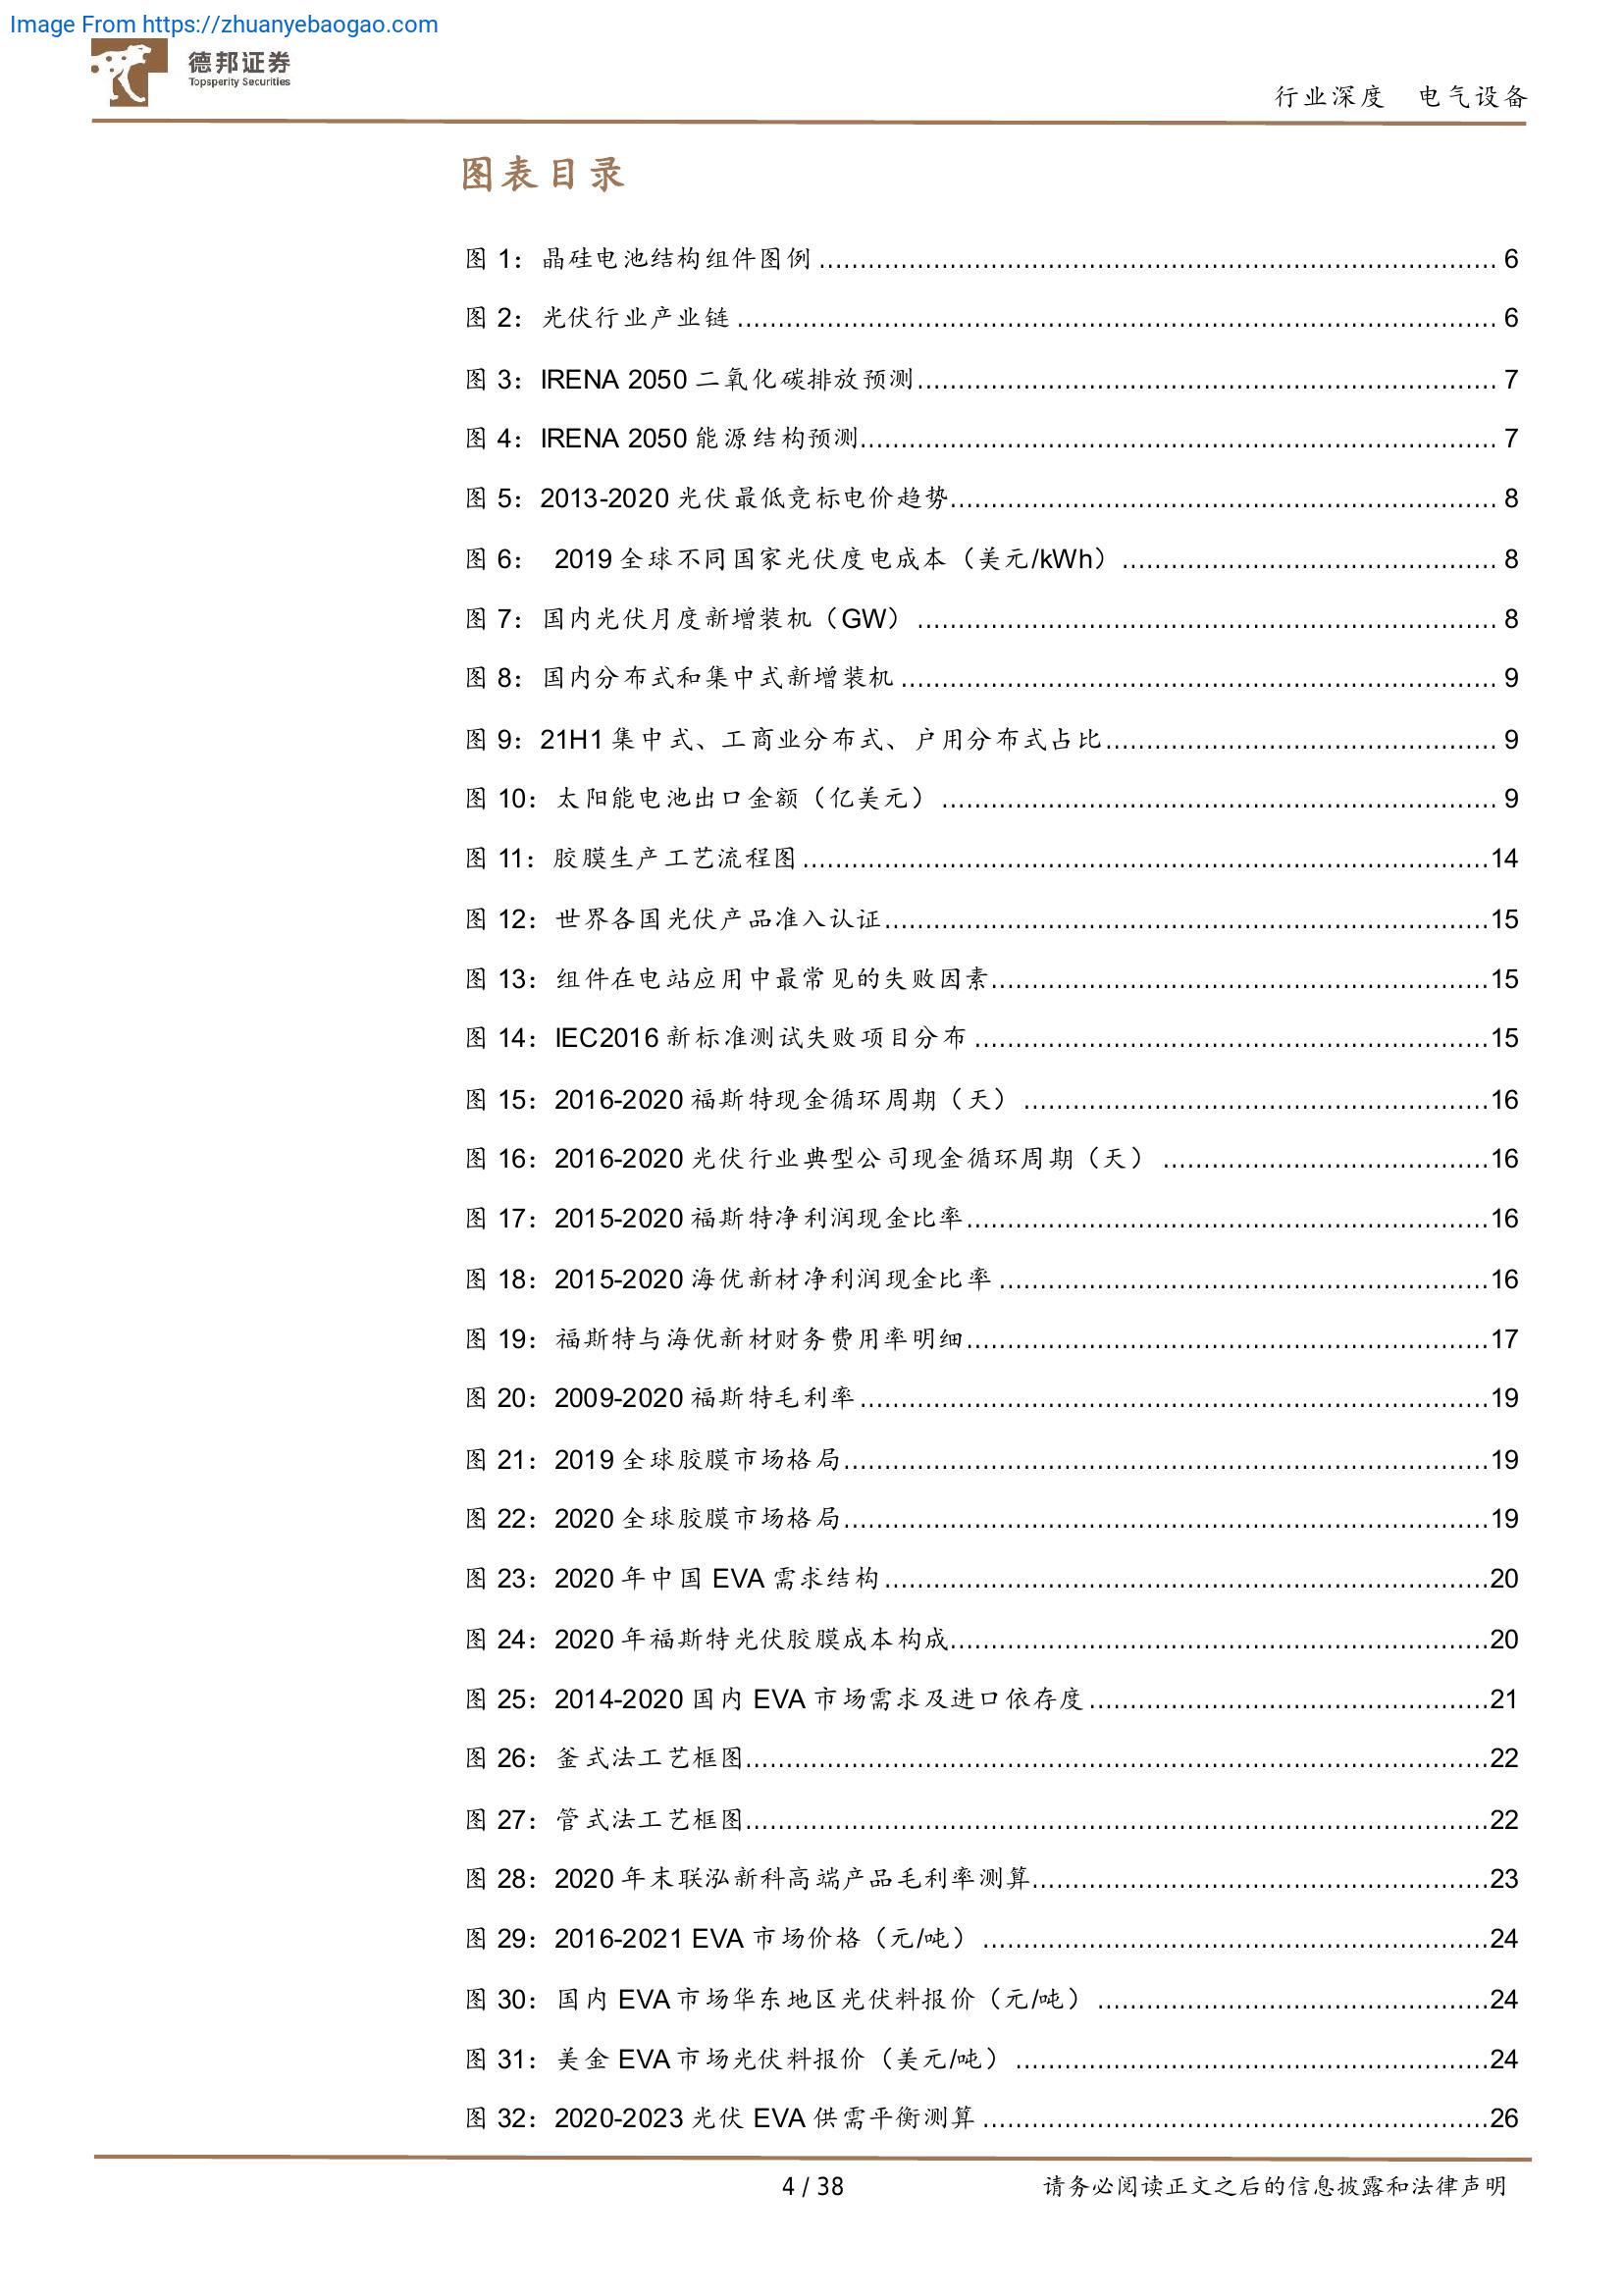 Image From https://zhuanyebaogao.com
德邦证券
Topsperity Securities
行业深度 电气设备
图表目录
图 1：晶硅电池结构组件图例 6
图 2：光伏行业产业链 6
图 3：IRENA 2050 二氧化碳排放预测 7
图 4：IRENA 2050 能源结构预测 7
图 5：2013-2020 光伏最低竞标电价趋势 8
图 6： 2019 全球不同国家光伏度电成本（美元/kWh） 8
图 7：国内光伏月度新增装机（GW） 8
图 8：国内分布式和集中式新增装机 9
图 9：21H1 集中式、工商业分布式、户用分布式占比 9
图 10：太阳能电池出口金额（亿美元） 9
图 11：胶膜生产工艺流程图 14
图 12：世界各国光伏产品准入认证 15
图 13：组件在电站应用中最常见的失败因素 15
图 14：IEC2016 新标准测试失败项目分布 15
图 15：2016-2020 福斯特现金循环周期（天） 16
图 16：2016-2020 光伏行业典型公司现金循环周期（天） 16
图 17：2015-2020 福斯特净利润现金比率 16
图 18：2015-2020 海优新材净利润现金比率 16
图 19：福斯特与海优新材财务费用率明细 17
图 20：2009-2020 福斯特毛利率 19
图 21：2019 全球胶膜市场格局 19
图 22：2020 全球胶膜市场格局 19
图 23：2020 年中国 EVA 需求结构 20
图 24：2020 年福斯特光伏胶膜成本构成 20
图 25：2014-2020 国内 EVA 市场需求及进口依存度 21
图 26：釜式法工艺框图 22
图 27：管式法工艺框图 22
图 28：2020 年末联泓新科高端产品毛利率测算 23
图 29：2016-2021 EVA 市场价格（元/吨） 24
图 30：国内 EVA 市场华东地区光伏料报价（元/吨） 24
图 31：美金 EVA 市场光伏料报价（美元/吨） 24
图 32：2020-2023 光伏 EVA 供需平衡测算 26
4 / 38 请务必阅读正文之后的信息披露和法律声明